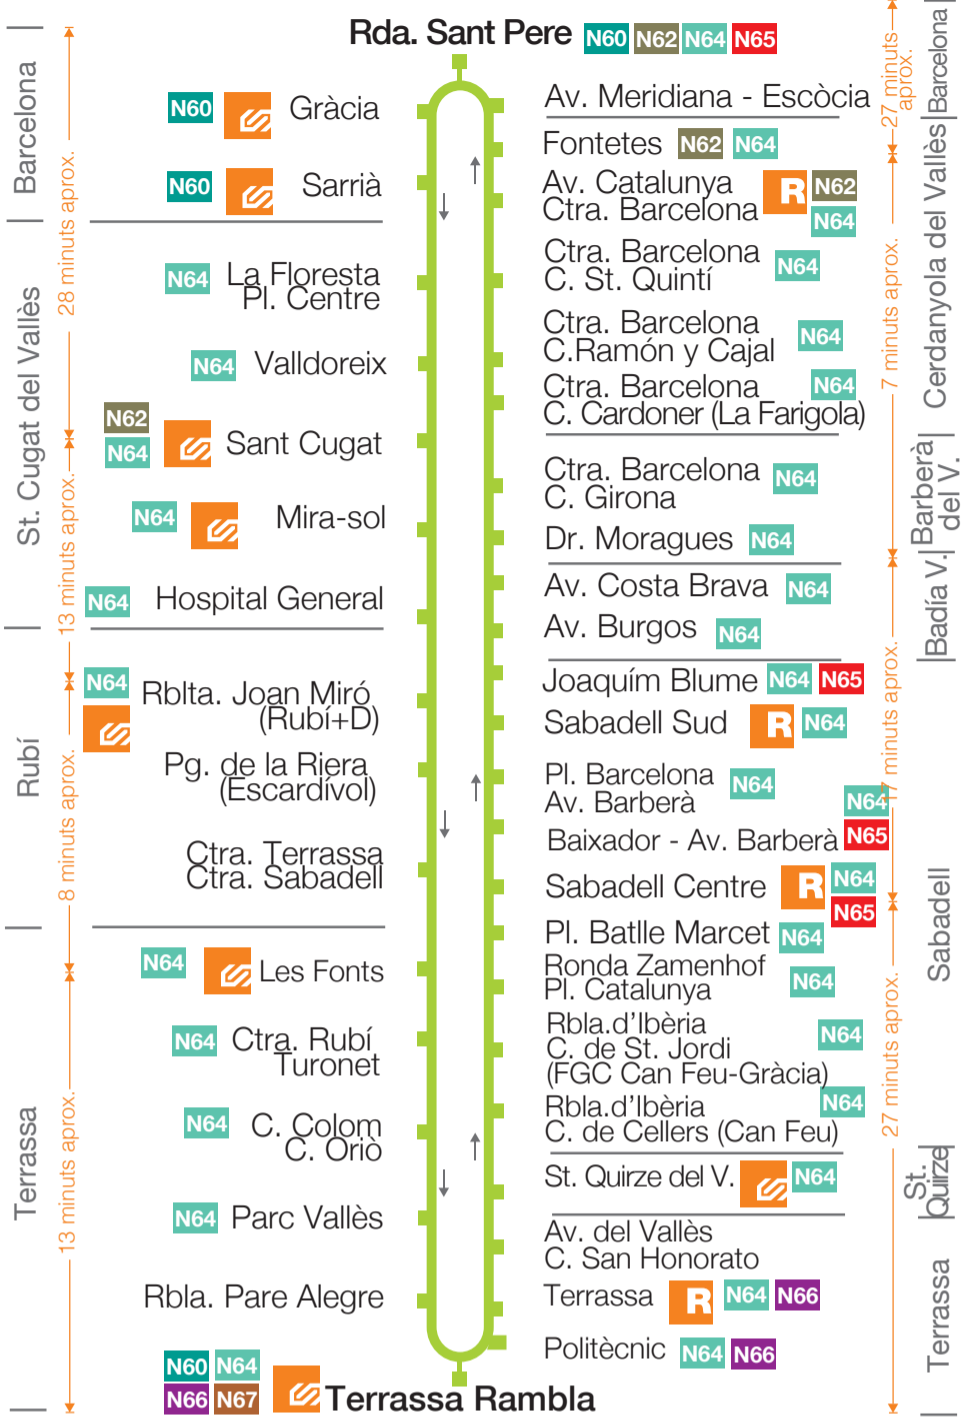 Rda. Sant Pere N60 N62 N64 N65
Barcelona
28 minuts aprox.
N60 Gràcia
N60 Sarrià
St. Cugat del Vallès
N64 La Floresta
Pl. Centre
N64 Valldoreix
N62
N64 Sant Cugat
13 minuts aprox.
N64 Mira-sol
N64 Hospital General
Rubí
8 minuts aprox.
N64 Rblta. Joan Miró
(Rubí+D)
Pg. de la Riera
(Escardívol)
Ctra. Terrassa
Ctra. Sabadell
Terrassa
13 minuts aprox.
N64 Les Fonts
N64 Ctra. Rubí
Turonet
N64 C. Colom
C. Oriò
N64 Parc Vallès
Rbla. Pare Alegre
N60 N64
N66 N67 Terrassa Rambla
Av. Meridiana - Escòcia
27 minuts
aprox.
Barcelona
Fontetes N62 N64
Av. Catalunya R N62
Ctra. Barcelona N64
Ctra. Barcelona N64
C. St. Quintí
Ctra. Barcelona N64
C.Ramón y Cajal
Ctra. Barcelona N64
C. Cardoner (La Farigola)
7 minuts aprox.
Cerdanyola del Vallès
Ctra. Barcelona N64
C. Girona
Dr. Moragues N64
Barberà
del V.
Av. Costa Brava N64
Av. Burgos N64
Badía V.
17 minuts aprox.
Joaquím Blume N64 N65
Sabadell Sud R N64
Pl. Barcelona N64
Av. Barberà
N64
Baixador - Av. Barberà N65
Sabadell Centre R N64
N65
Pl. Batlle Marcet N64
Ronda Zamenhof
Pl. Catalunya N64
Rbla.d'Ibèria N64
C. de St. Jordi
(FGC Can Feu-Gràcia)
Rbla.d'Ibèria N64
C. de Cellers (Can Feu)
Sabadell
27 minuts aprox.
St. Quirze del V. N64
St.
Quirze
Av. del Vallès
C. San Honorato
Terrassa R N64 N66
Politècnic N64 N66
Terrassa